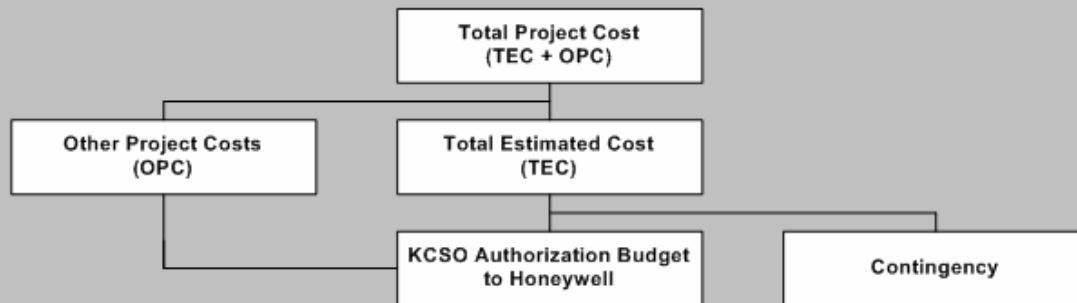 Total Project Cost
(TEC + OPC)
Other Project Costs
(OPC)
Total Estimated Cost
(TEC)
KCSO Authorization Budget
to Honeywell
Contingency